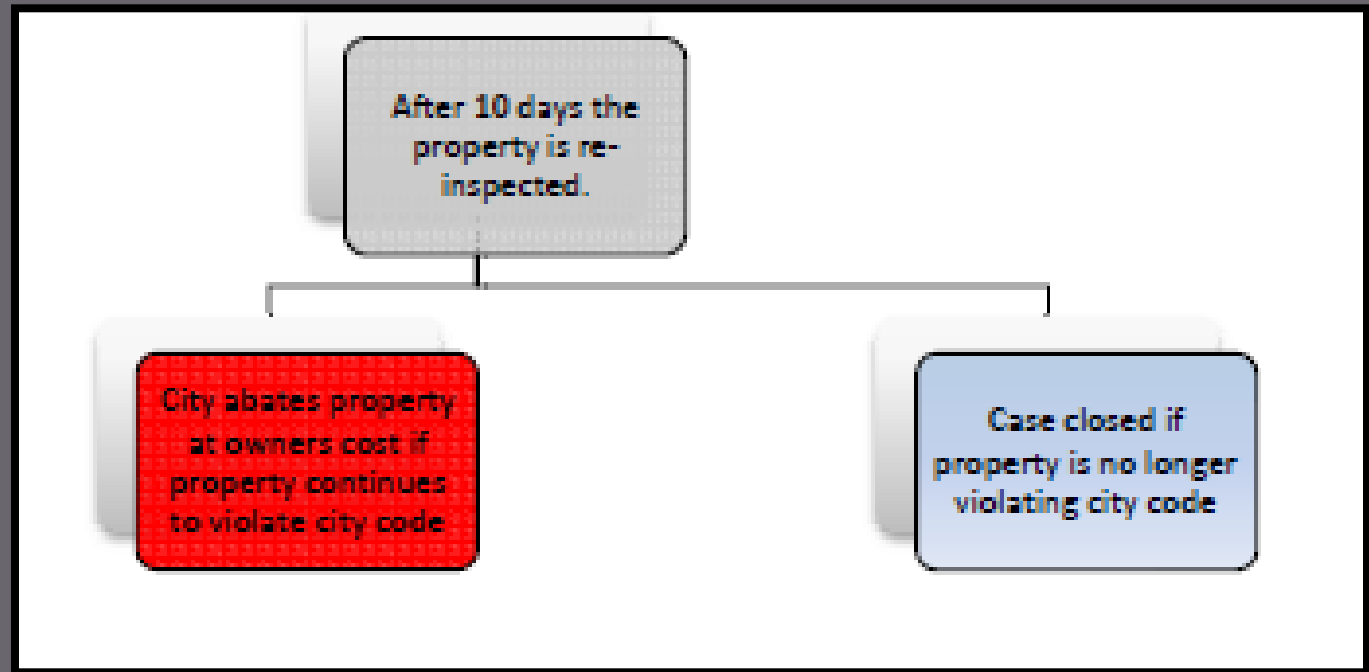 After 10 days the
property is re-
inspected.
City abates property
at owners cost if
property continues
to violate city code
Case closed if
property is no longer
violating city code